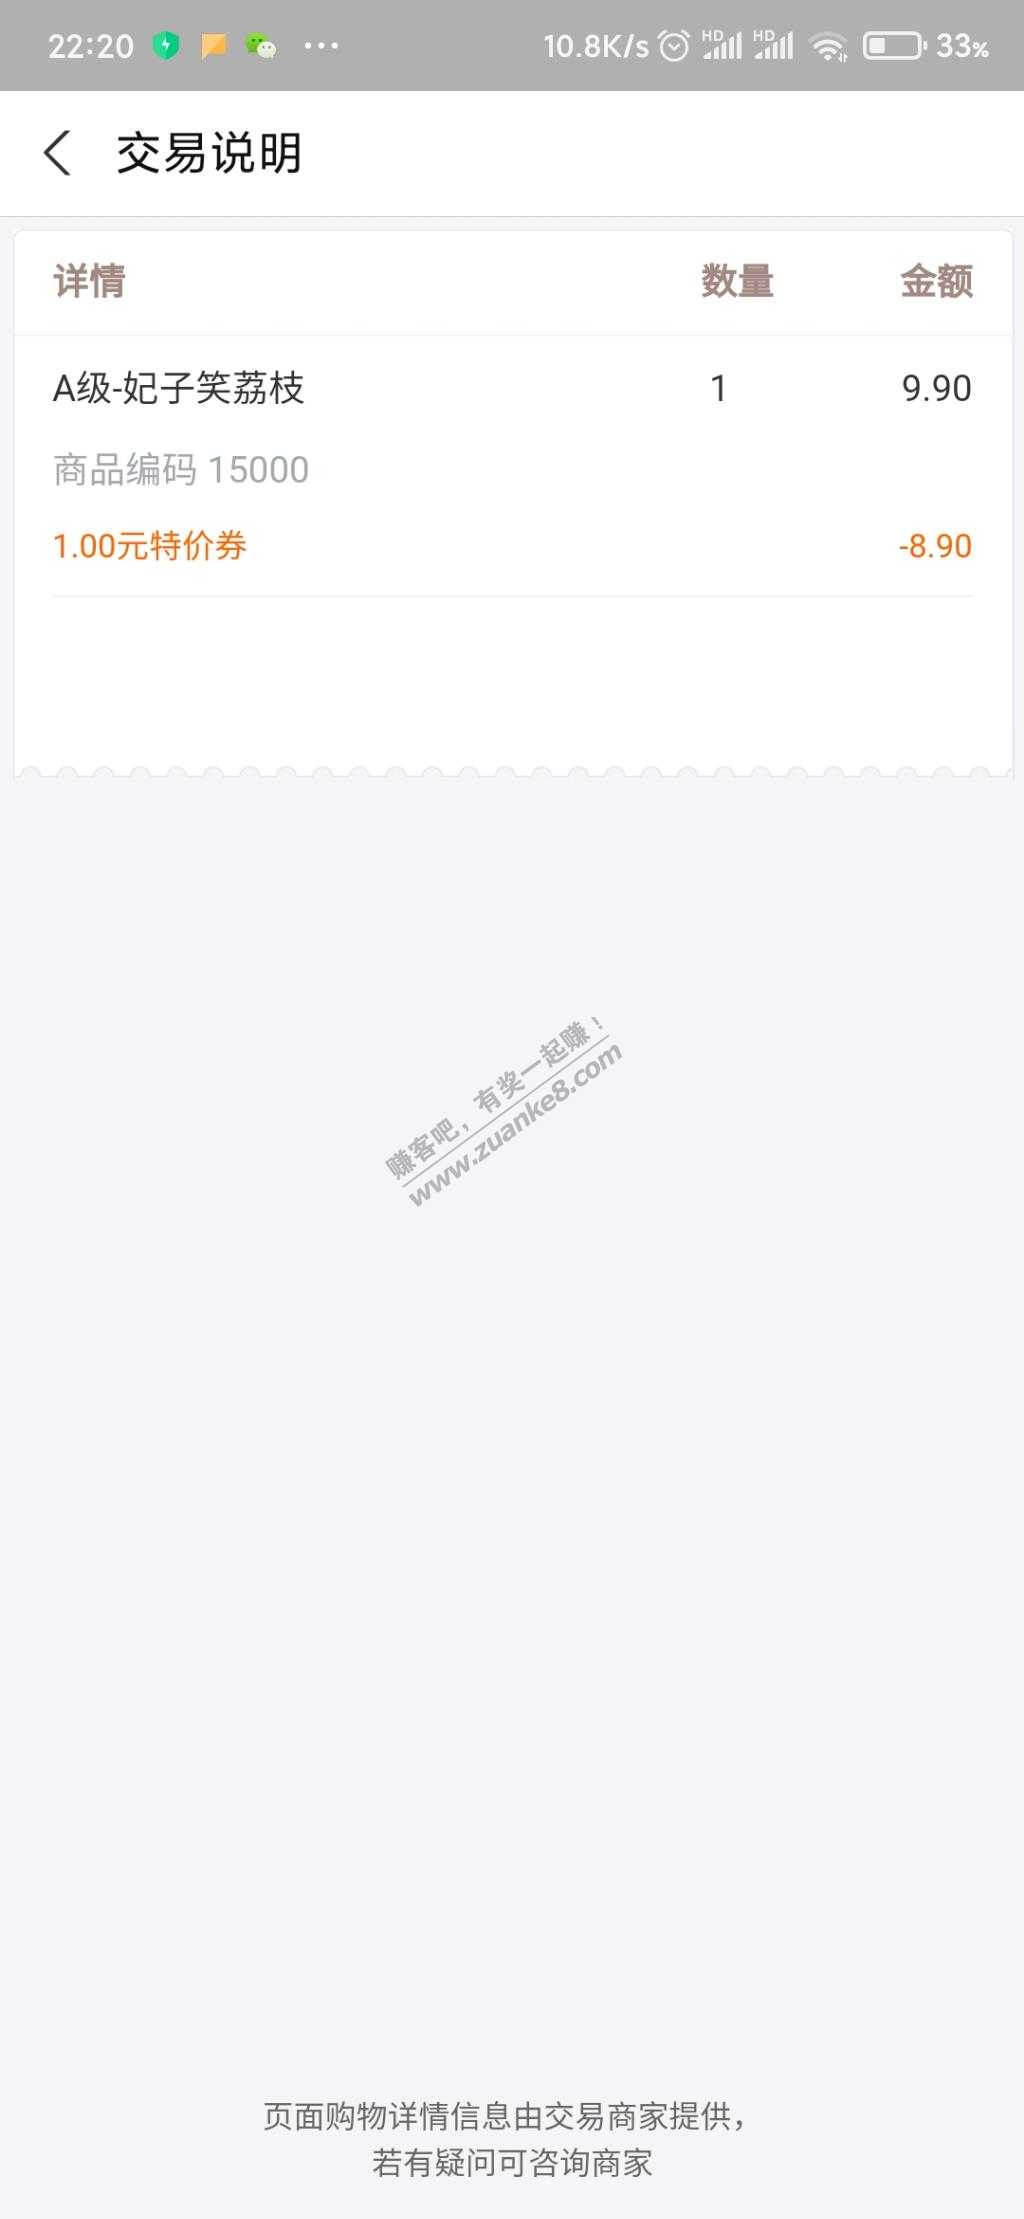 22:20 10.8K/s HD HD 33%
交易说明
详情 数量 金额
A级-妃子笑荔枝 1 9.90
商品编码 15000
1.00元特价券 -8.90
赚客吧，有奖一起赚！
www.zuanke8.com
页面购物详情信息由交易商家提供，
若有疑问可咨询商家